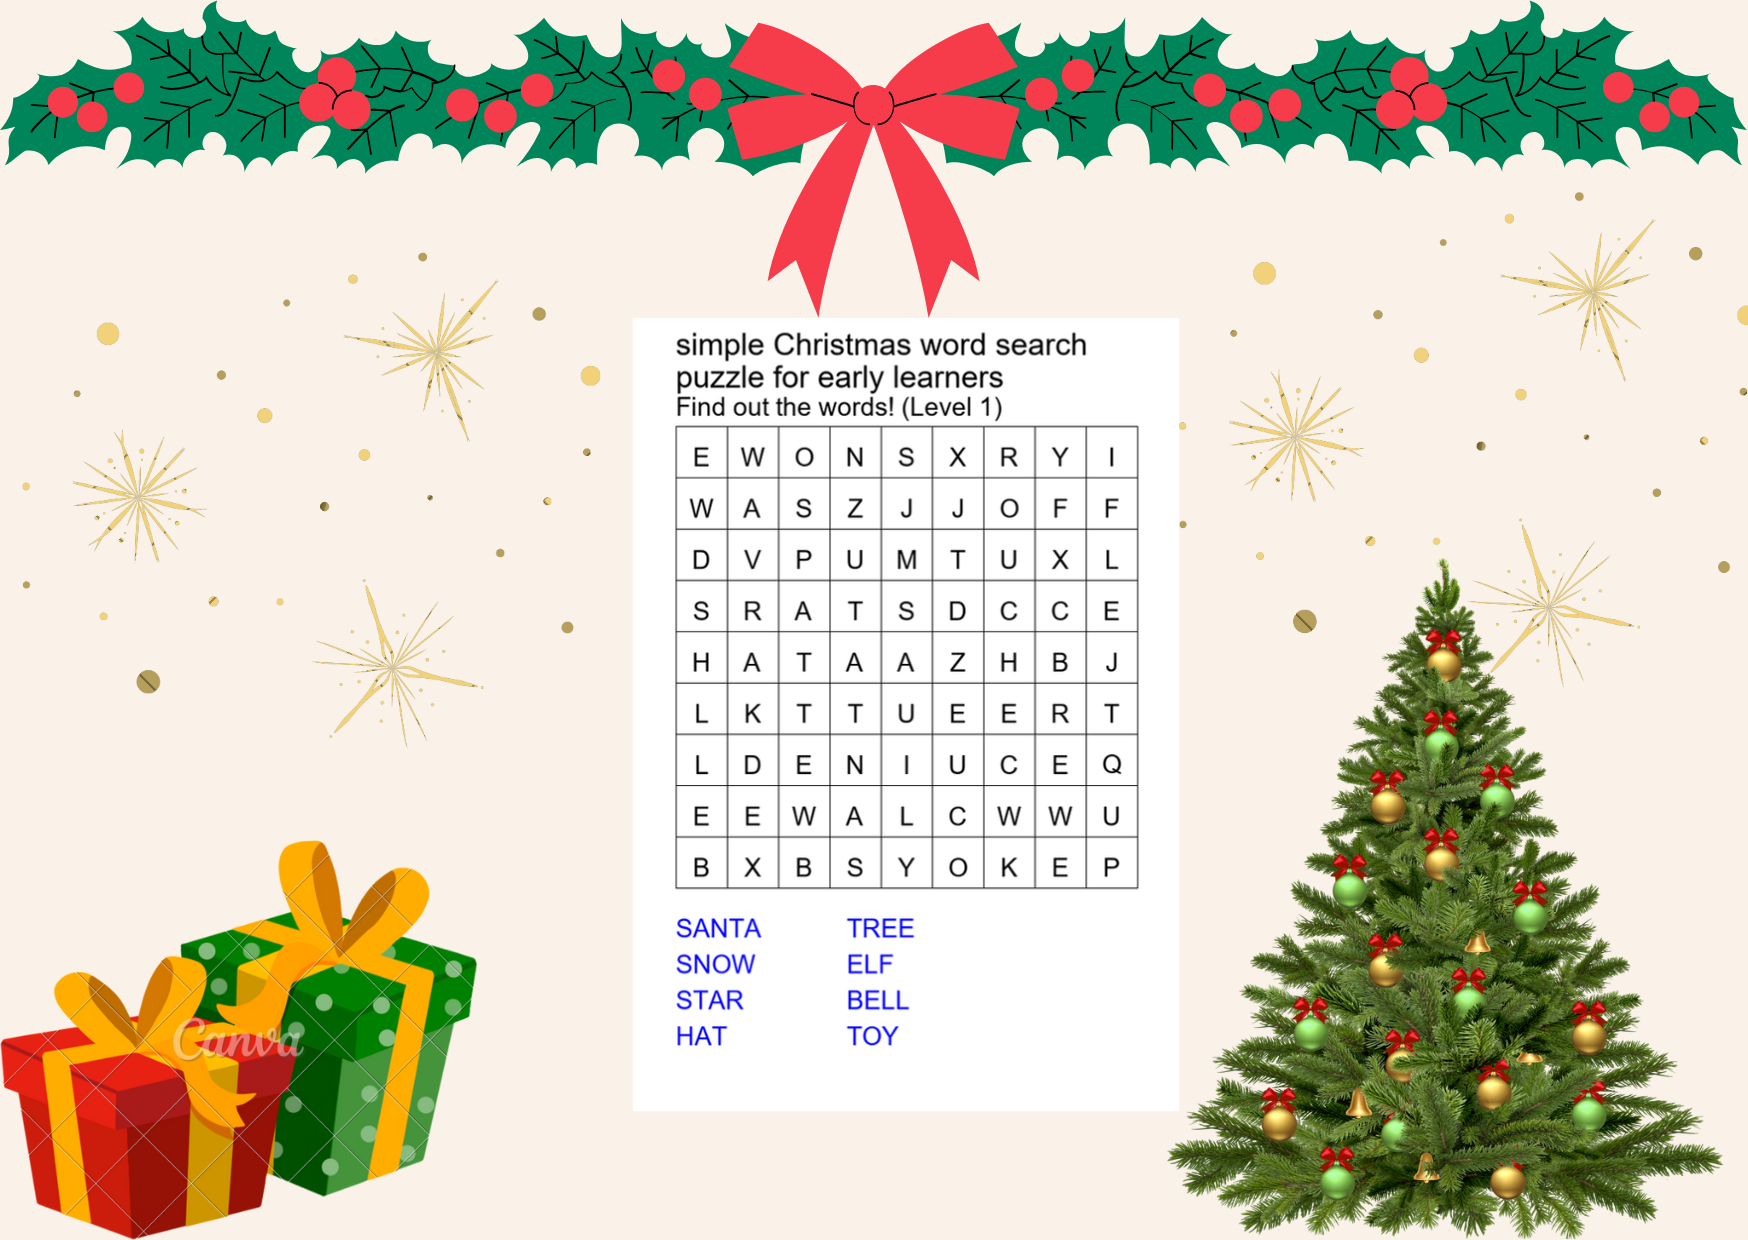 simple Christmas word search
puzzle for early learners
Find out the words! (Level 1)
E W O N S X R Y I
W A S Z J J O F F
D V P U M T U X L
S R A T S D C C E
H A T A A Z H B J
L K T T U E E R T
L D E N I U C E Q
E E W A L C W W U
B X B S Y O K E P
SANTA TREE
SNOW ELF
STAR BELL
HAT TOY
Canva